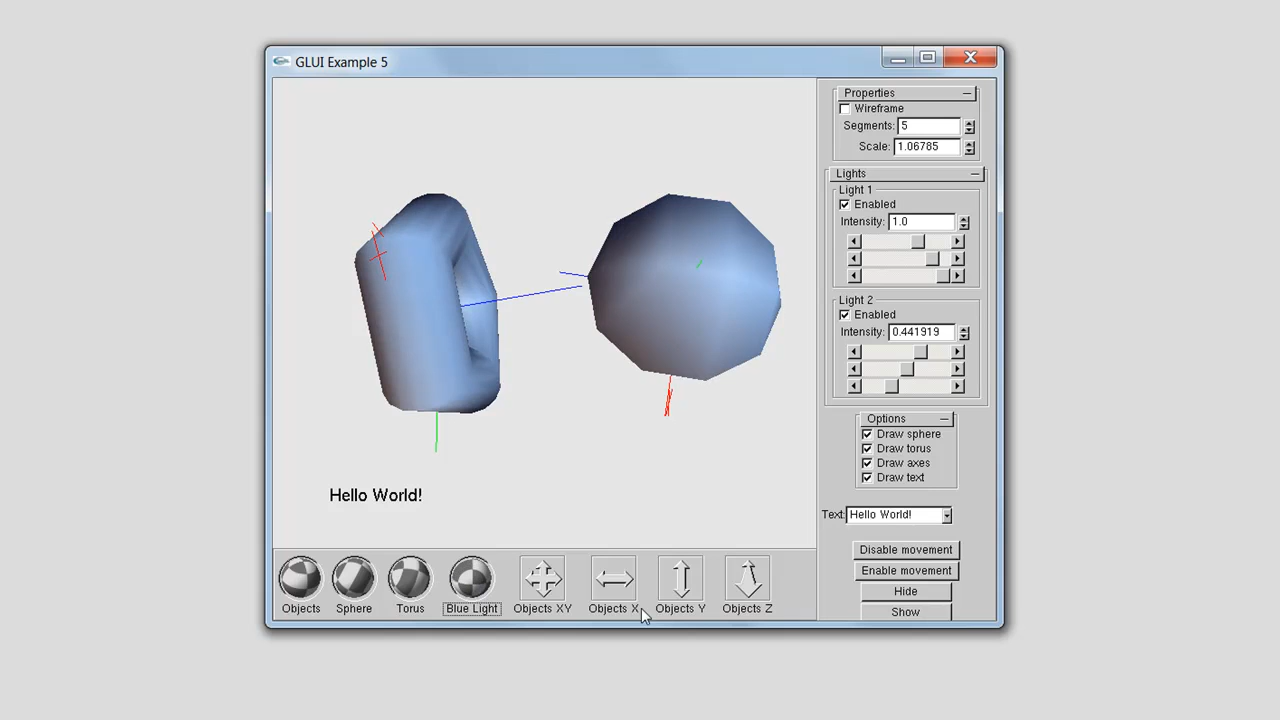 GLUI Example 5
Properties
Wireframe
Segments: 5
Scale: 1.06785
Lights
Light 1
Enabled
Intensity: 1.0
Light 2
Enabled
Intensity: 0.441919
Options
Draw sphere
Draw torus
Draw axes
Draw text
Text: Hello World!
Disable movement
Enable movement
Hide
Show
Hello World!
Objects Sphere Torus Blue Light Objects XY Objects X Objects Y Objects Z